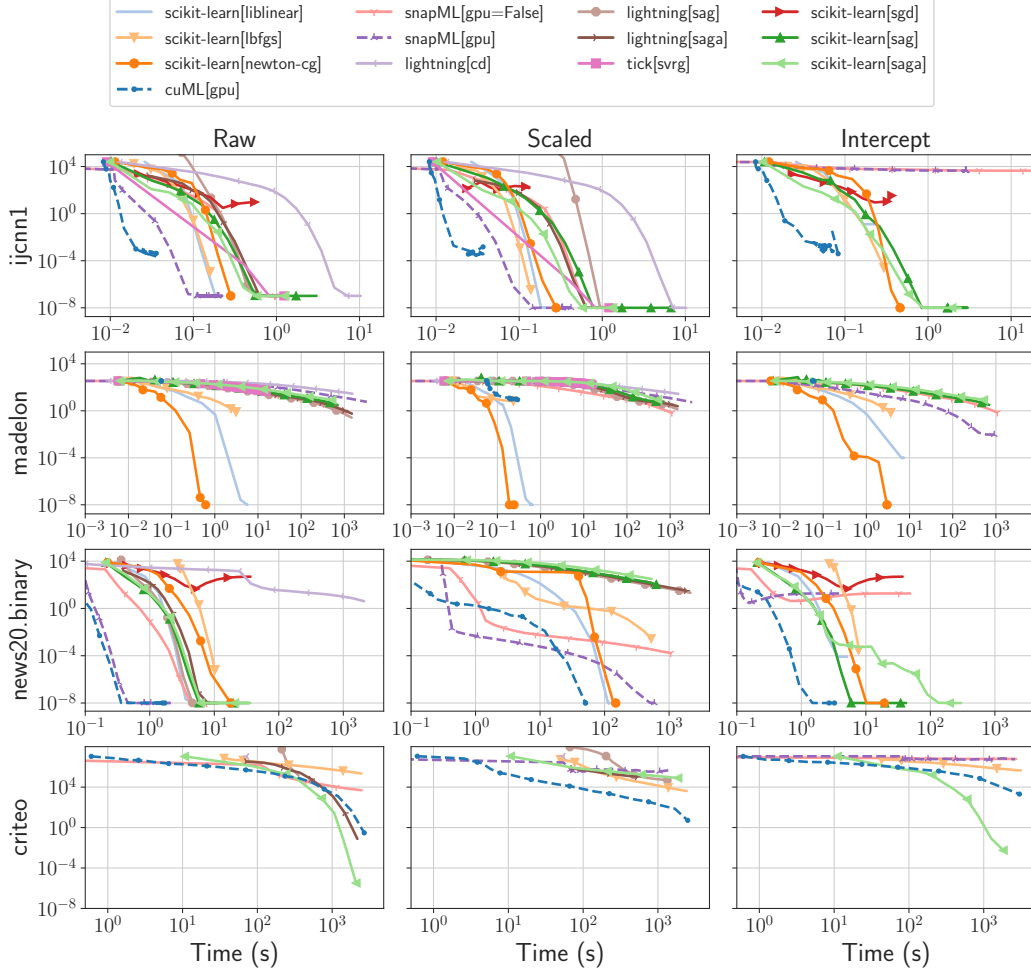 scikit-learn[liblinear] snapML[gpu=False] lightning[sag] scikit-learn[sgd]
scikit-learn[lbfgs] snapML[gpu] lightning[saga] scikit-learn[sag]
scikit-learn[newton-cg] lightning[cd] tick[svrg] scikit-learn[saga]
cuML[gpu]
Raw Scaled Intercept
ijcnn1
10^4
10^0
10^-4
10^-8
10^-2 10^-1 10^0 10^1 10^-2 10^-1 10^0 10^1 10^-2 10^-1 10^0 10^1
madelon
10^4
10^0
10^-4
10^-8
10^-3 10^-2 10^-1 10^0 10^1 10^2 10^3 10^-3 10^-2 10^-1 10^0 10^1 10^2 10^3 10^-3 10^-2 10^-1 10^0 10^1 10^2 10^3
news20.binary
10^4
10^0
10^-4
10^-8
10^-1 10^0 10^1 10^2 10^3 10^-1 10^0 10^1 10^2 10^3 10^-1 10^0 10^1 10^2 10^3
criteo
10^4
10^0
10^-4
10^-8
10^0 10^1 10^2 10^3 10^0 10^1 10^2 10^3 10^0 10^1 10^2 10^3
Time (s) Time (s) Time (s)